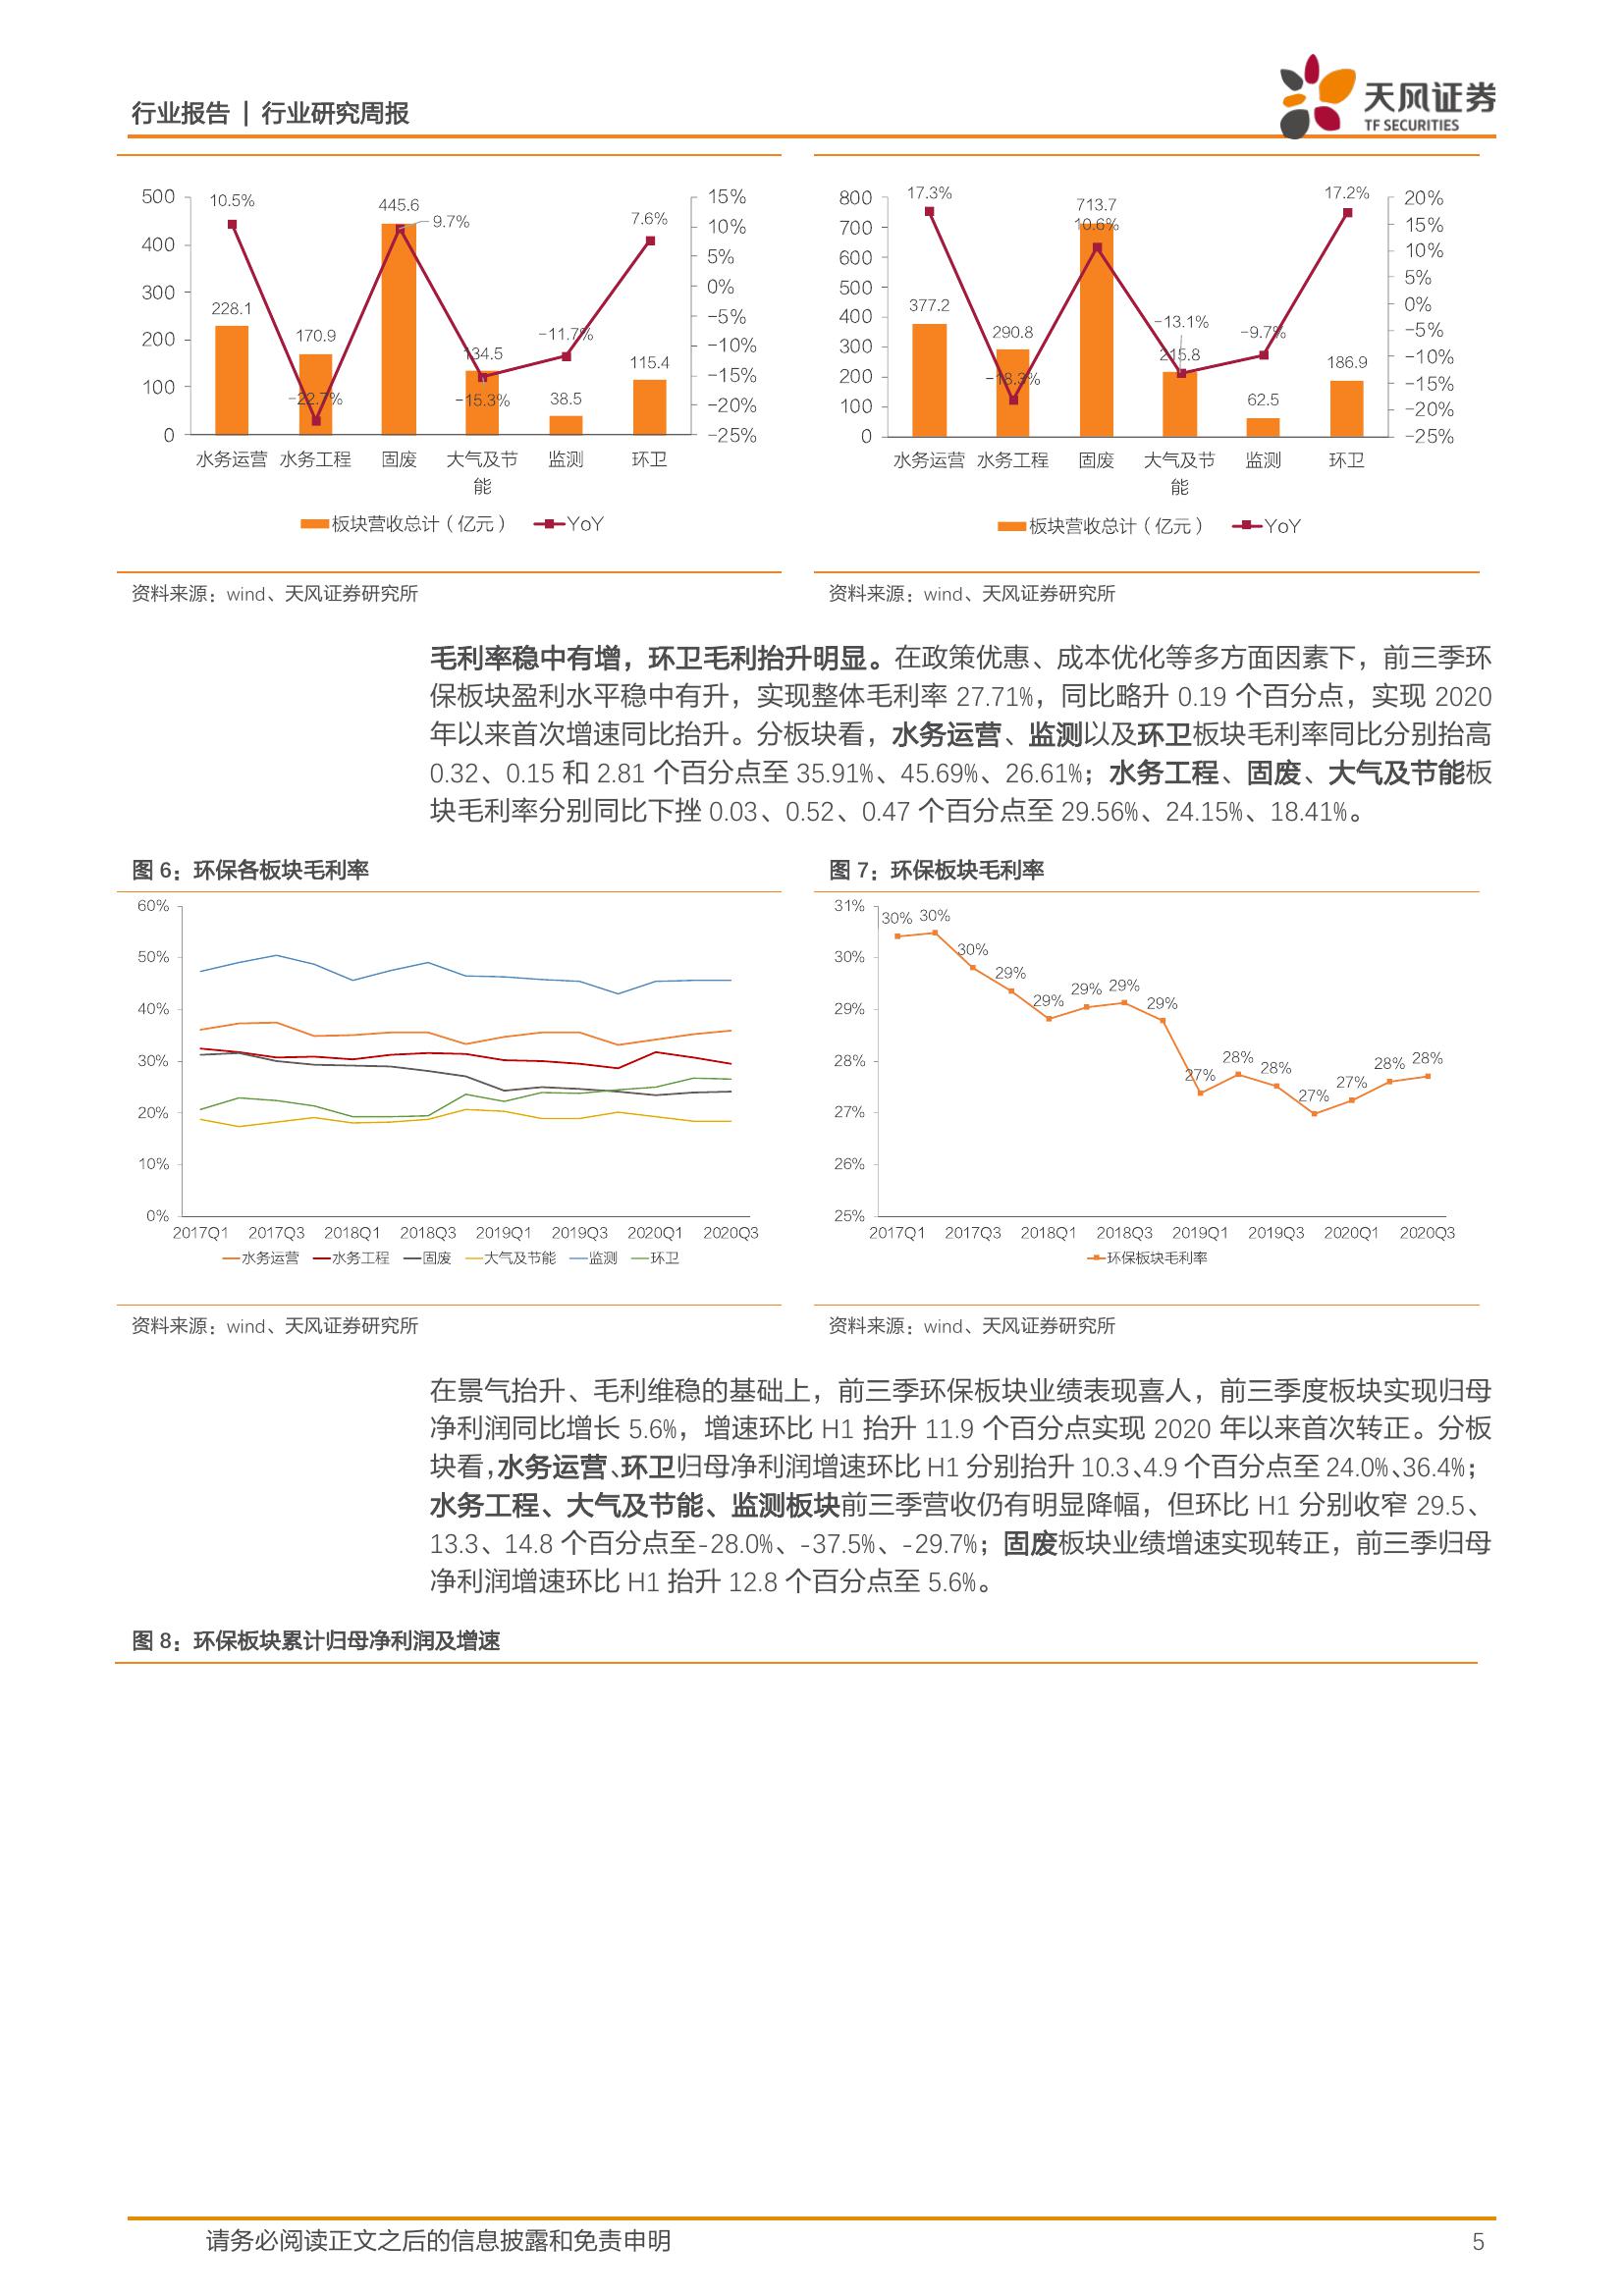 行业报告 | 行业研究周报
天风证券
TF SECURITIES
500
400
300
200
100
0
15%
10%
5%
0%
-5%
-10%
-15%
-20%
-25%
10.5%
445.6
9.7%
7.6%
228.1
170.9
-22.7%
134.5
-15.3%
-11.7%
38.5
115.4
水务运营 水务工程 固废 大气及节能 监测 环卫
板块营收总计（亿元） YoY
800
700
600
500
400
300
200
100
0
20%
15%
10%
5%
0%
-5%
-10%
-15%
-20%
-25%
17.3%
713.7
10.6%
17.2%
377.2
290.8
-18.3%
-13.1%
215.8
-9.7%
62.5
186.9
水务运营 水务工程 固废 大气及节能 监测 环卫
板块营收总计（亿元） YoY
资料来源：wind、天风证券研究所
资料来源：wind、天风证券研究所
毛利率稳中有增，环卫毛利抬升明显。在政策优惠、成本优化等多方面因素下，前三季环
保板块盈利水平稳中有升，实现整体毛利率 27.71%，同比略升 0.19 个百分点，实现 2020
年以来首次增速同比抬升。分板块看，水务运营、监测以及环卫板块毛利率同比分别抬高
0.32、0.15 和 2.81 个百分点至 35.91%、45.69%、26.61%；水务工程、固废、大气及节能板
块毛利率分别同比下挫 0.03、0.52、0.47 个百分点至 29.56%、24.15%、18.41%。
图 6：环保各板块毛利率
60%
50%
40%
30%
20%
10%
0%
2017Q1 2017Q3 2018Q1 2018Q3 2019Q1 2019Q3 2020Q1 2020Q3
水务运营 水务工程 固废 大气及节能 监测 环卫
图 7：环保板块毛利率
31%
30%
29%
28%
27%
26%
25%
30% 30% 30% 29% 29% 29% 29% 29% 27% 28% 28% 27% 27% 28% 28%
2017Q1 2017Q3 2018Q1 2018Q3 2019Q1 2019Q3 2020Q1 2020Q3
环保板块毛利率
资料来源：wind、天风证券研究所
资料来源：wind、天风证券研究所
在景气抬升、毛利维稳的基础上，前三季环保板块业绩表现喜人，前三季度板块实现归母
净利润同比增长 5.6%，增速环比 H1 抬升 11.9 个百分点实现 2020 年以来首次转正。分板
块看，水务运营、环卫归母净利润增速环比 H1 分别抬升 10.3、4.9 个百分点至 24.0%、36.4%；
水务工程、大气及节能、监测板块前三季营收仍有明显降幅，但环比 H1 分别收窄 29.5、
13.3、14.8 个百分点至-28.0%、-37.5%、-29.7%；固废板块业绩增速实现转正，前三季归母
净利润增速环比 H1 抬升 12.8 个百分点至 5.6%。
图 8：环保板块累计归母净利润及增速
请务必阅读正文之后的信息披露和免责申明
5